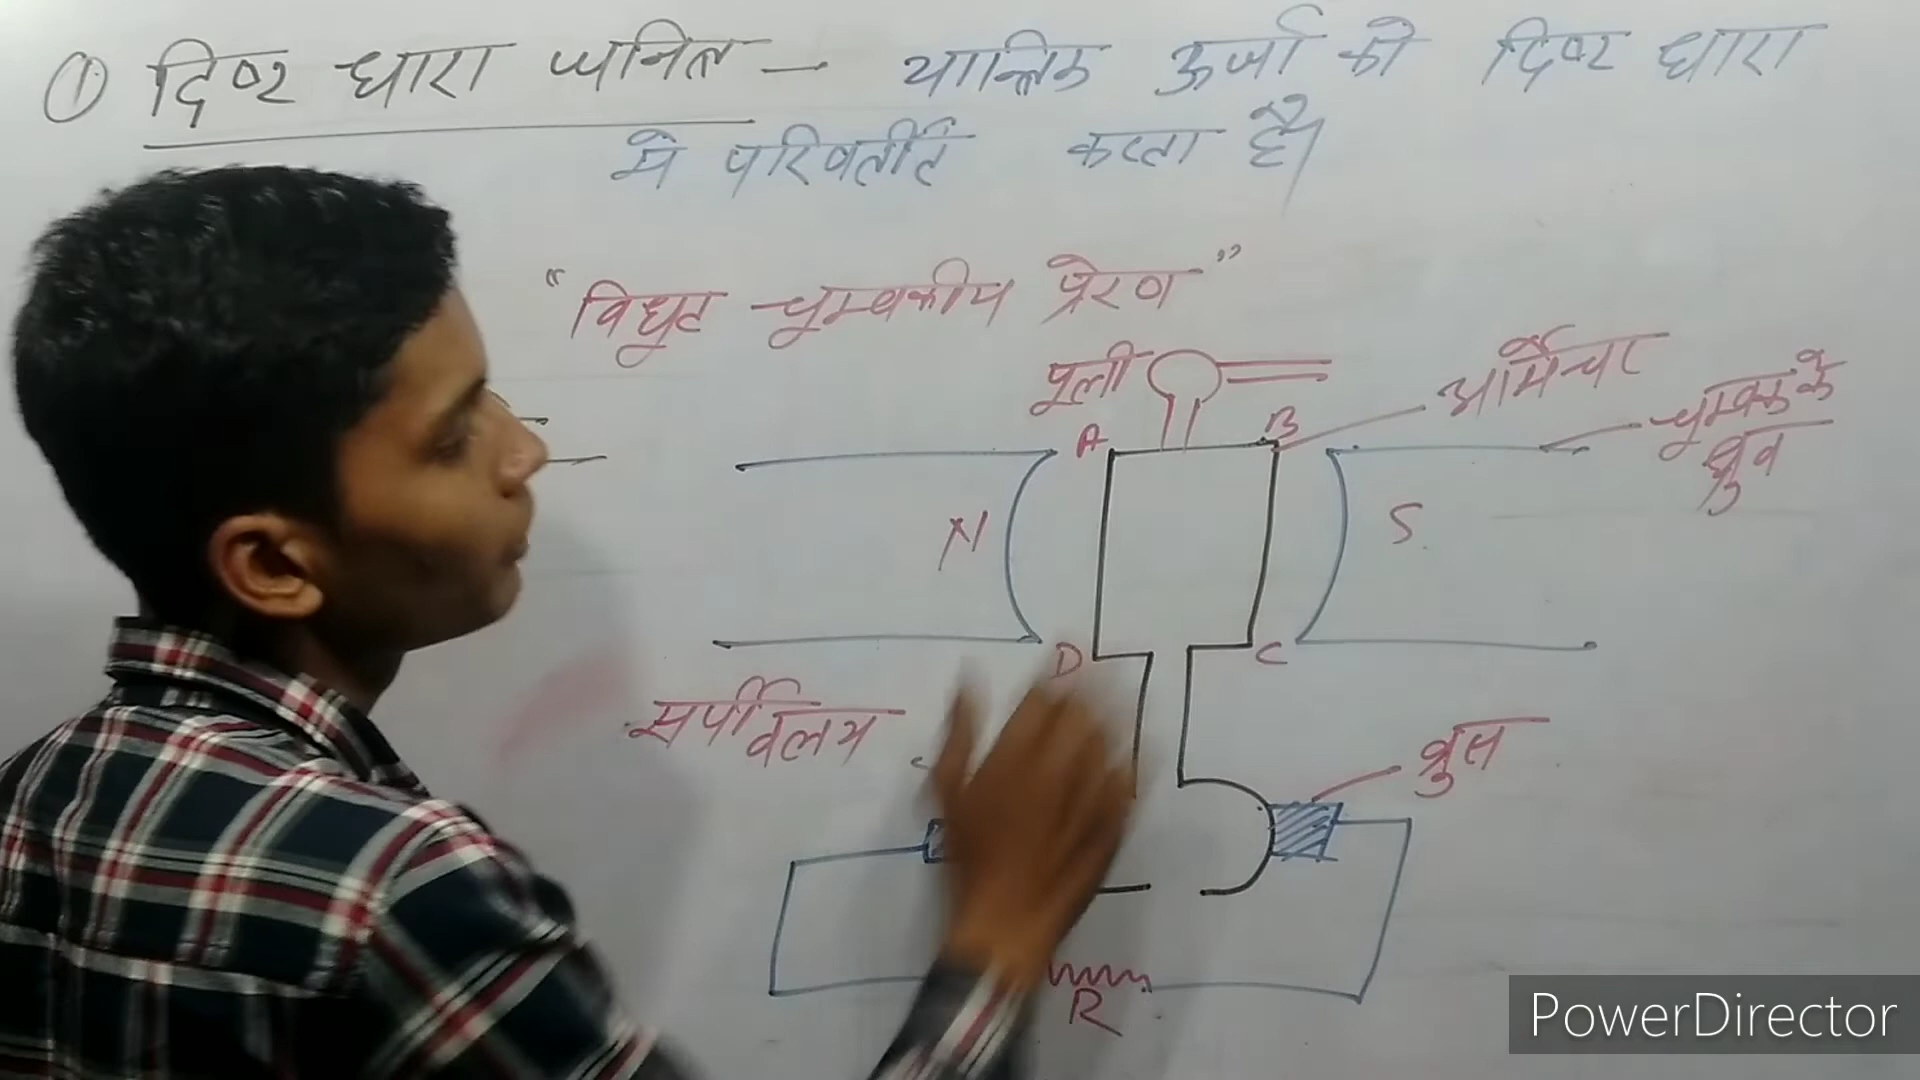 ① दिष्ट धारा जनित्र — यान्त्रिक ऊर्जा को दिष्ट धारा
मे परिवर्तीत करता है।
"विधुत चुम्बकीय प्रेरण"
पूली
आर्मेचर
चुम्बक के
ध्रुव
A B
N S
D C
सर्पीवलय
ब्रुस
R
PowerDirector